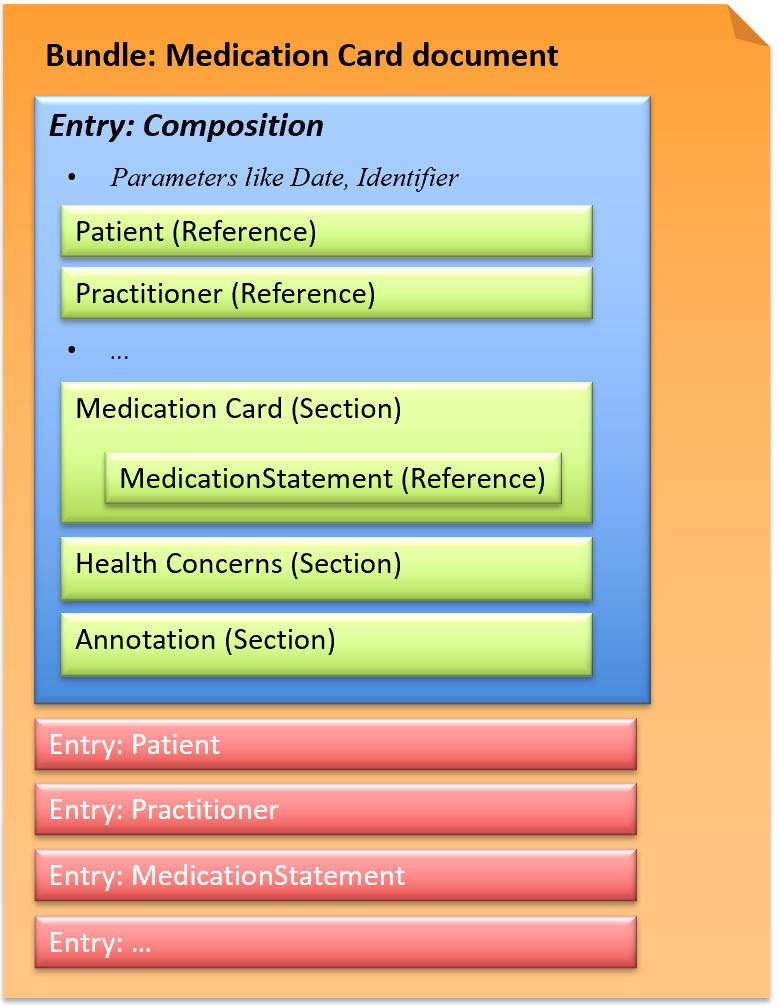 Bundle: Medication Card document
Entry: Composition
• Parameters like Date, Identifier
Patient (Reference)
Practitioner (Reference)
• ...
Medication Card (Section)
MedicationStatement (Reference)
Health Concerns (Section)
Annotation (Section)
Entry: Patient
Entry: Practitioner
Entry: MedicationStatement
Entry: ...